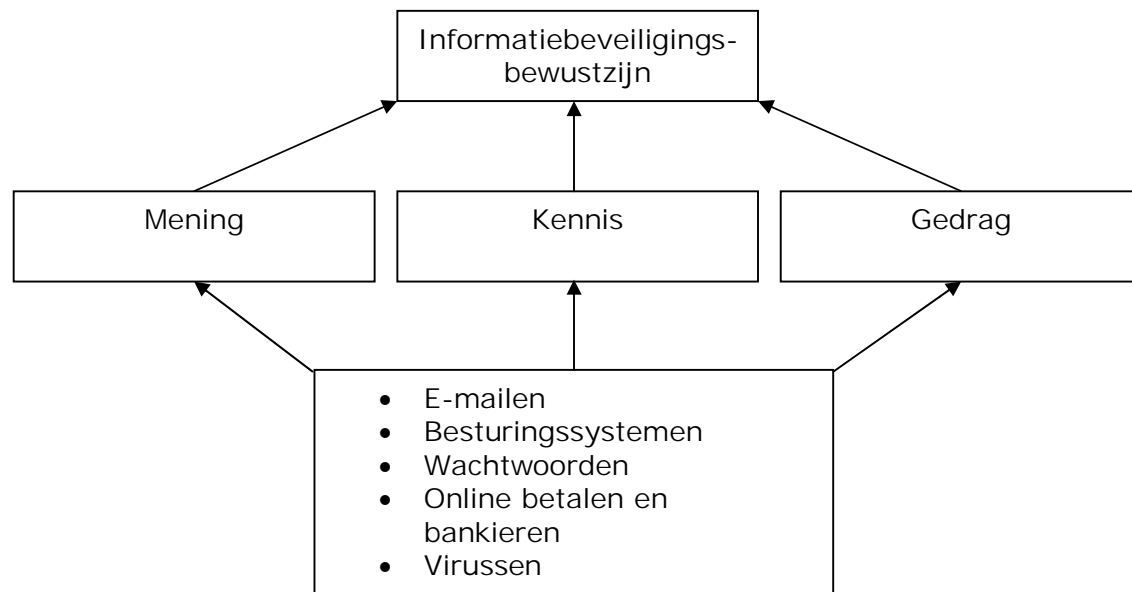 Informatiebeveiligings-
bewustzijn
Mening
Kennis
Gedrag
• E-mailen
• Besturingssystemen
• Wachtwoorden
• Online betalen en
bankieren
• Virussen